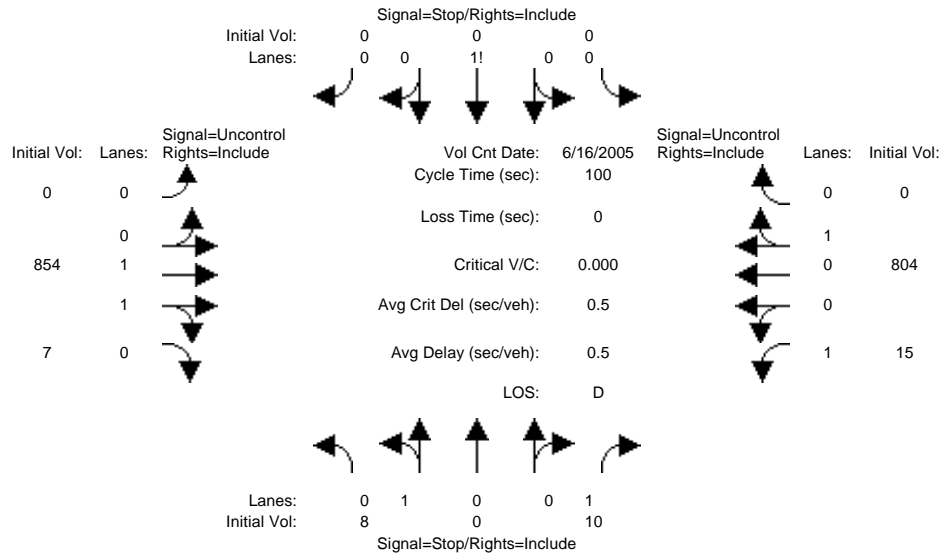 Signal=Stop/Rights=Include
Initial Vol: 0 0 0
Lanes: 0 0 1! 0 0
Signal=Uncontrol Signal=Uncontrol
Initial Vol: Lanes: Rights=Include Vol Cnt Date: 6/16/2005 Rights=Include Lanes: Initial Vol:
Cycle Time (sec): 100
0 0 0 0
Loss Time (sec): 0
0 1
854 1 Critical V/C: 0.000 0 804
1 Avg Crit Del (sec/veh): 0.5 0
7 0 Avg Delay (sec/veh): 0.5 1 15
LOS: D
Lanes: 0 1 0 0 1
Initial Vol: 8 0 10
Signal=Stop/Rights=Include